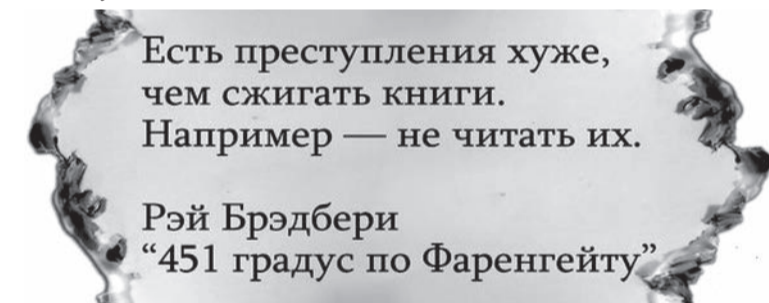 Есть преступления хуже,
чем сжигать книги.
Например — не читать их.
Рэй Брэдбери
“451 градус по Фаренгейту”